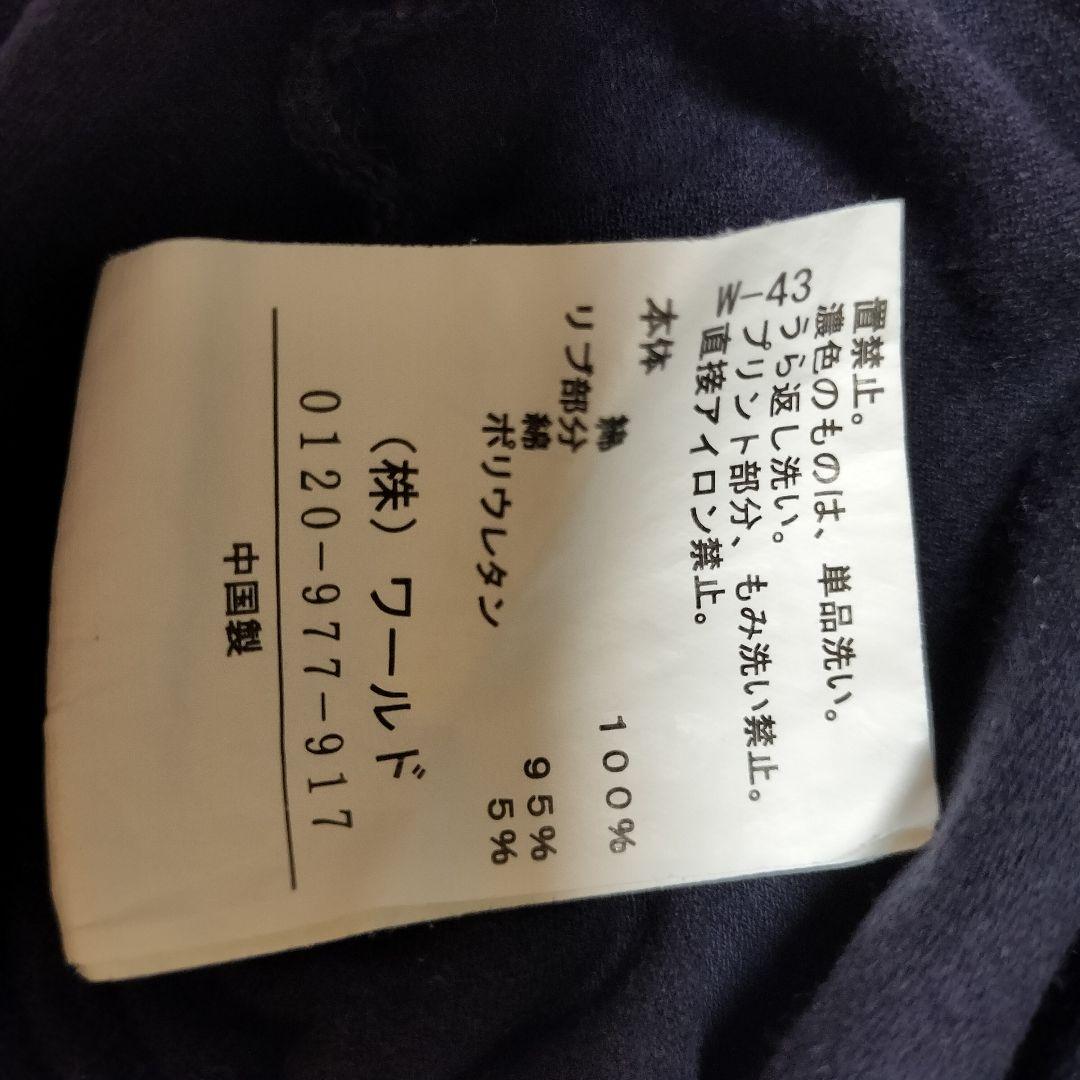 置禁止。
濃色のものは、単品洗い。
うら返し洗い。
プリント部分、もみ洗い禁止。
直接アイロン禁止。
W-43
本体
綿 100%
リブ部分
綿 95%
ポリウレタン 5%
（株）ワールド
0120-977-917
中国製